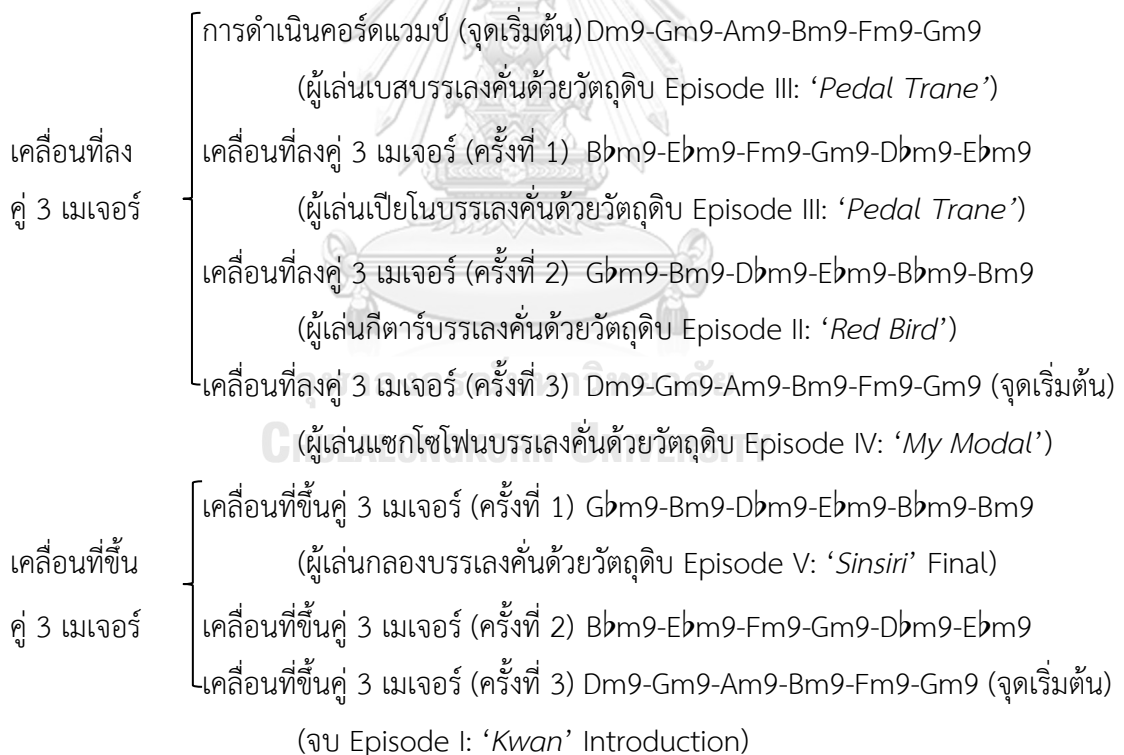 การดำเนินคอร์ดแวมป์ (จุดเริ่มต้น) Dm9-Gm9-Am9-Bm9-Fm9-Gm9
(ผู้เล่นเบสบรรเลงคั่นด้วยวัตถุดิบ Episode III: ‘Pedal Trane’)
เคลื่อนที่ลง เคลื่อนที่ลงคู่ 3 เมเจอร์ (ครั้งที่ 1) B♭m9-E♭m9-Fm9-Gm9-D♭m9-E♭m9
คู่ 3 เมเจอร์ (ผู้เล่นเปียโนบรรเลงคั่นด้วยวัตถุดิบ Episode III: ‘Pedal Trane’)
เคลื่อนที่ลงคู่ 3 เมเจอร์ (ครั้งที่ 2) G♭m9-Bm9-D♭m9-E♭m9-B♭m9-Bm9
(ผู้เล่นกีตาร์บรรเลงคั่นด้วยวัตถุดิบ Episode II: ‘Red Bird’)
เคลื่อนที่ลงคู่ 3 เมเจอร์ (ครั้งที่ 3) Dm9-Gm9-Am9-Bm9-Fm9-Gm9 (จุดเริ่มต้น)
(ผู้เล่นแซกโซโฟนบรรเลงคั่นด้วยวัตถุดิบ Episode IV: ‘My Modal’)
เคลื่อนที่ขึ้นคู่ 3 เมเจอร์ (ครั้งที่ 1) G♭m9-Bm9-D♭m9-E♭m9-B♭m9-Bm9
เคลื่อนที่ขึ้น (ผู้เล่นกลองบรรเลงคั่นด้วยวัตถุดิบ Episode V: ‘Sinsiri’ Final)
คู่ 3 เมเจอร์ เคลื่อนที่ขึ้นคู่ 3 เมเจอร์ (ครั้งที่ 2) B♭m9-E♭m9-Fm9-Gm9-D♭m9-E♭m9
เคลื่อนที่ขึ้นคู่ 3 เมเจอร์ (ครั้งที่ 3) Dm9-Gm9-Am9-Bm9-Fm9-Gm9 (จุดเริ่มต้น)
(จบ Episode I: ‘Kwan’ Introduction)
จุฬาลงกรณ์มหาวิทยาลัย
CHULALONGKORN UNIVERSITY